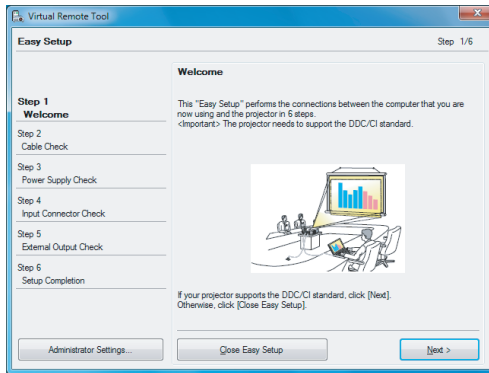 Virtual Remote Tool
Easy Setup
Step 1/6
Welcome
Step 1
Welcome
This "Easy Setup" performs the connections between the computer that you are
now using and the projector in 6 steps.
<Important> The projector needs to support the DDC/CI standard.
Step 2
Cable Check
Step 3
Power Supply Check
Step 4
Input Connector Check
Step 5
External Output Check
Step 6
Setup Completion
If your projector supports the DDC/CI standard, click [Next].
Otherwise, click [Close Easy Setup].
Administrator Settings...
Close Easy Setup
Next >